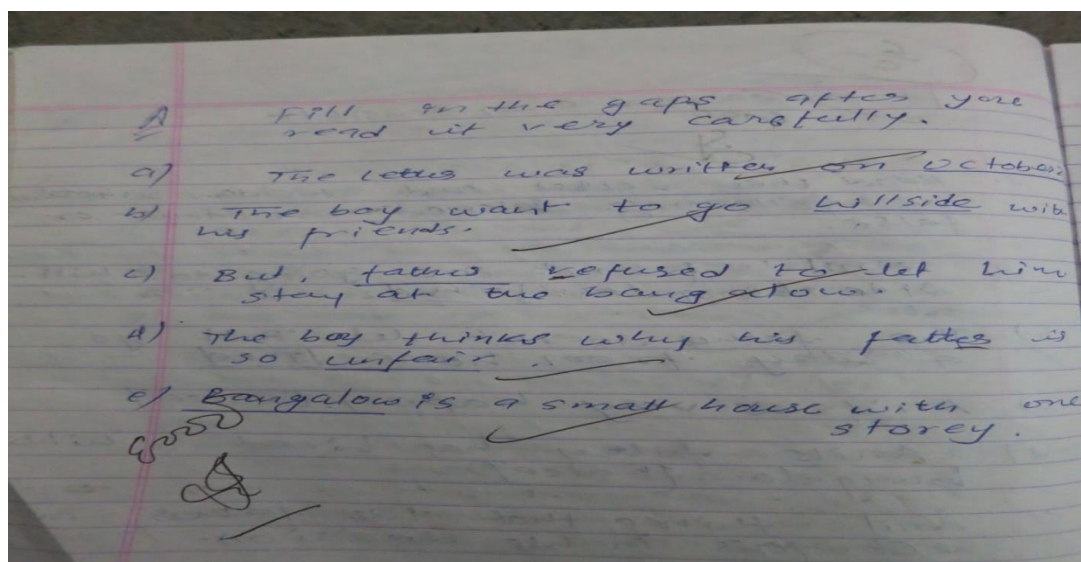 A Fill in the gaps after you
read it very carefully.
a) The letter was written on October.
b) The boy want to go hillside with
his friends.
c) But, father refused to let him
stay at the bangalow.
d) The boy thinks why his father is
so unfair.
e) Bangalow is a small house with one
storey.
Good